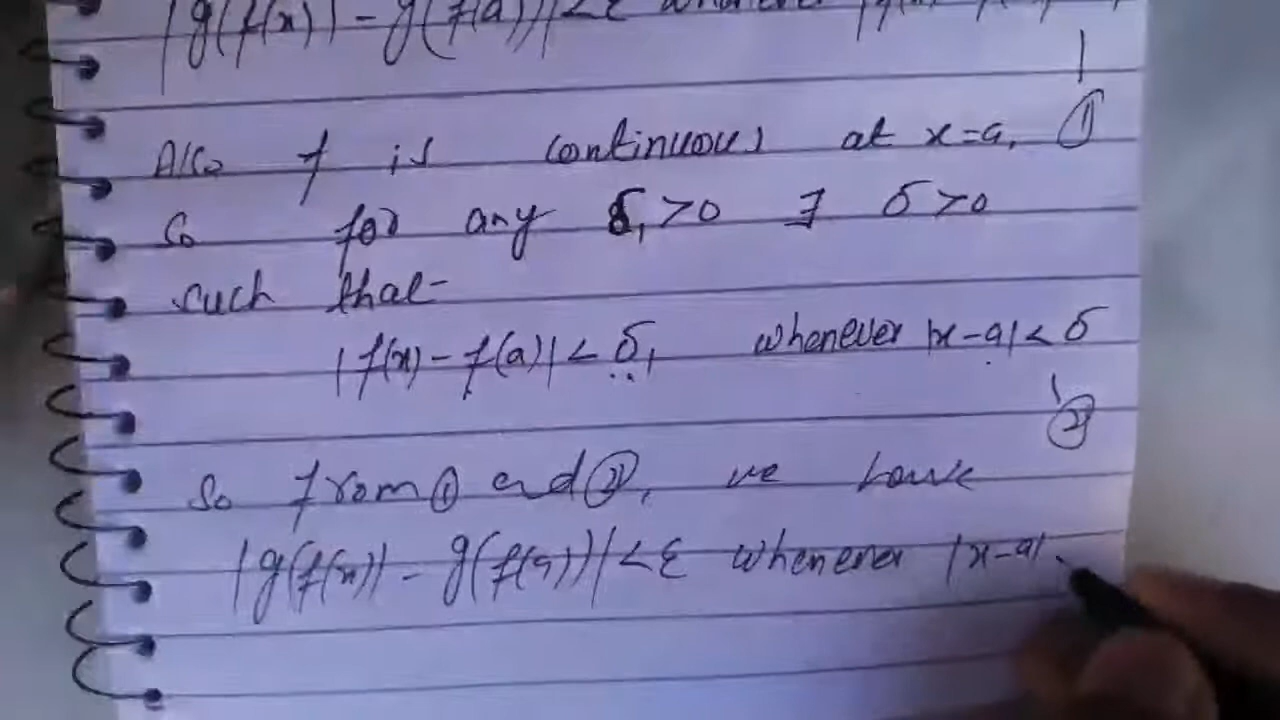 |g(f(x)) - g(f(a))| < ε whenever
Also f is continuous at x=a, ①
So for any δ₁ > 0 ∃ δ > 0
such that
|f(x) - f(a)| < δ₁ whenever |x-a| < δ
②
So from ① and ②, we have
|g(f(x)) - g(f(a))| < ε whenever |x-a|